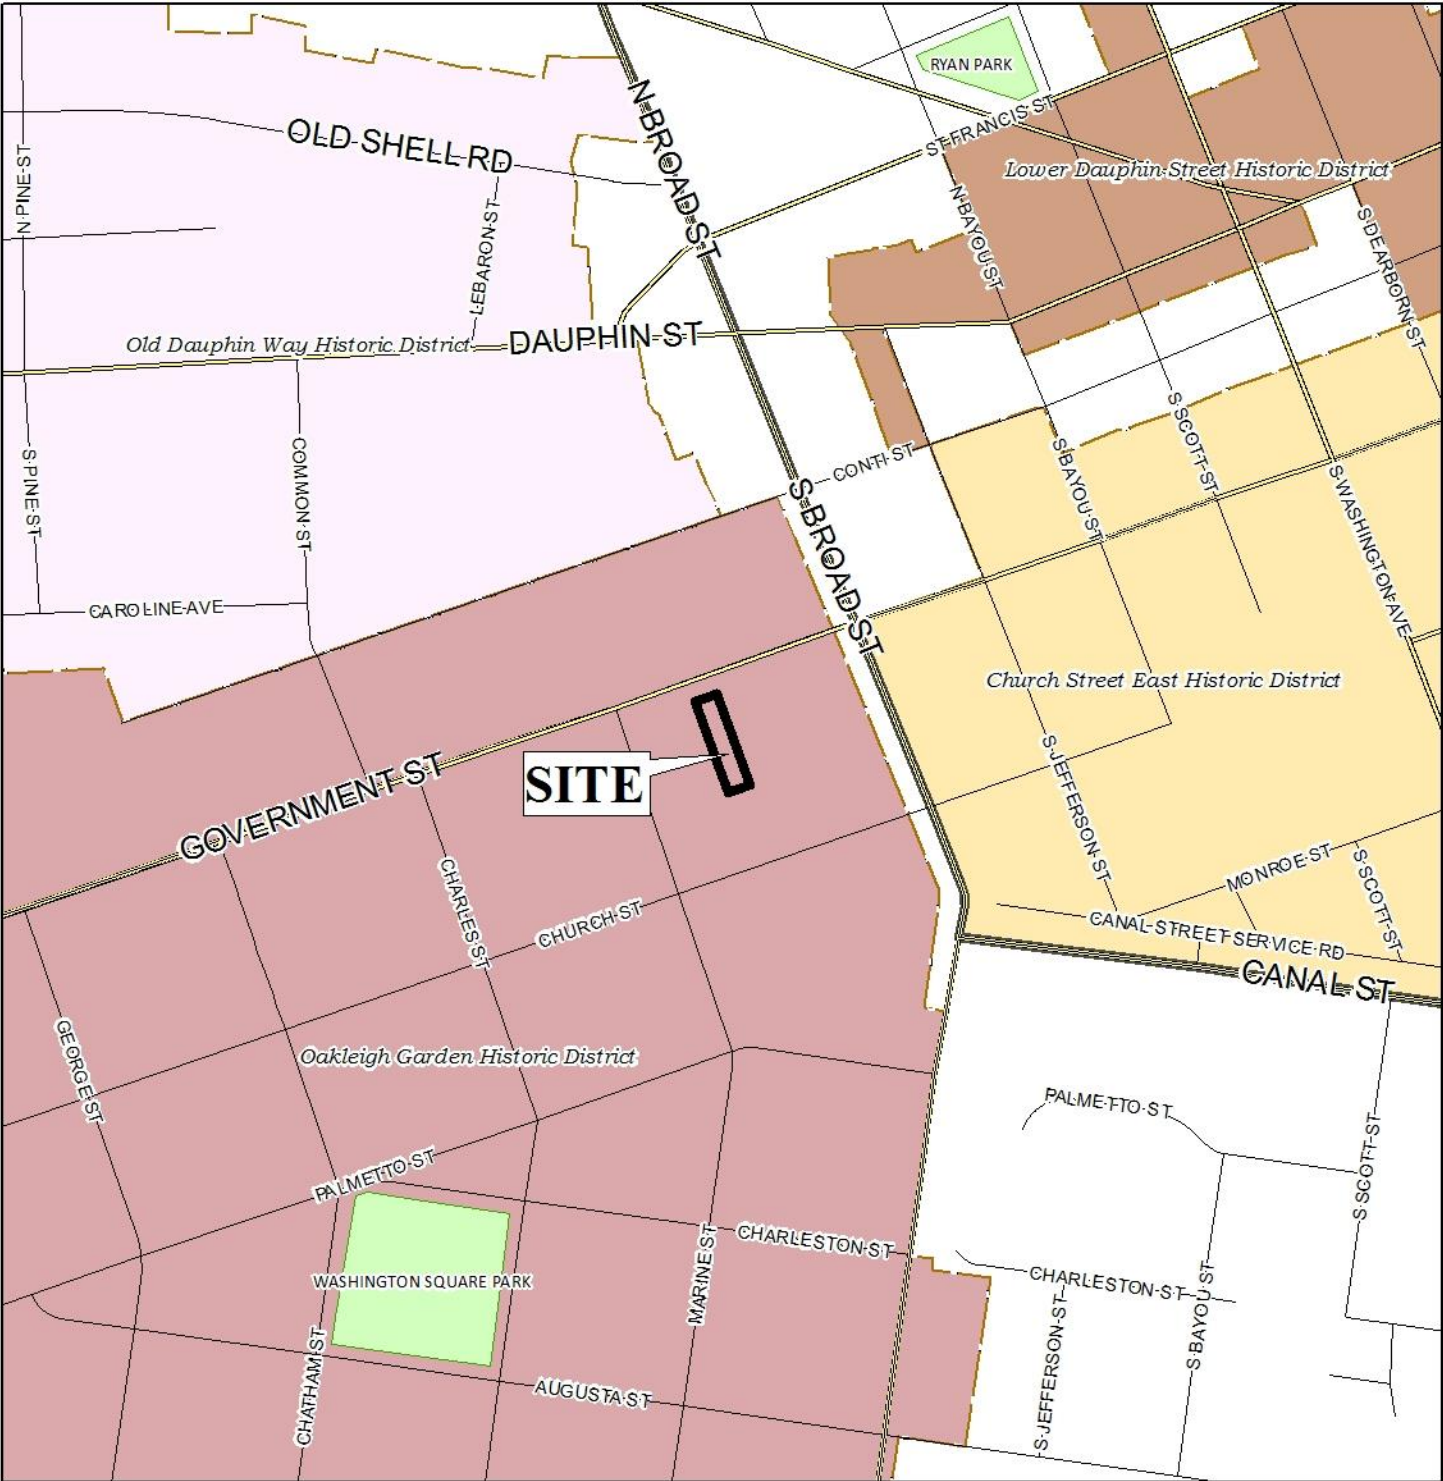 RYAN PARK
N BROAD ST
ST FRANCIS ST
OLD SHELL RD
N PINE ST
Lower Dauphin Street Historic District
N BAYOU ST
LEBARON ST
S DEARBORN ST
Old Dauphin Way Historic District
DAUPHIN ST
S PINE ST
COMMON ST
CONTI ST
S BAYOU ST
S SCOTT ST
S WASHINGTON AVE
S BROAD ST
CAROLINE AVE
Church Street East Historic District
SITE
GOVERNMENT ST
S JEFFERSON ST
CHARLES ST
CHURCH ST
MONROE ST
S SCOTT ST
CANAL STREET SERVICE RD
CANAL ST
GEORGE ST
Oakleigh Garden Historic District
PALMETTO ST
PALMETTO ST
S SCOTT ST
CHARLESTON ST
WASHINGTON SQUARE PARK
MARINE ST
CHARLESTON ST
S BAYOU ST
S JEFFERSON ST
CHATHAM ST
AUGUSTA ST